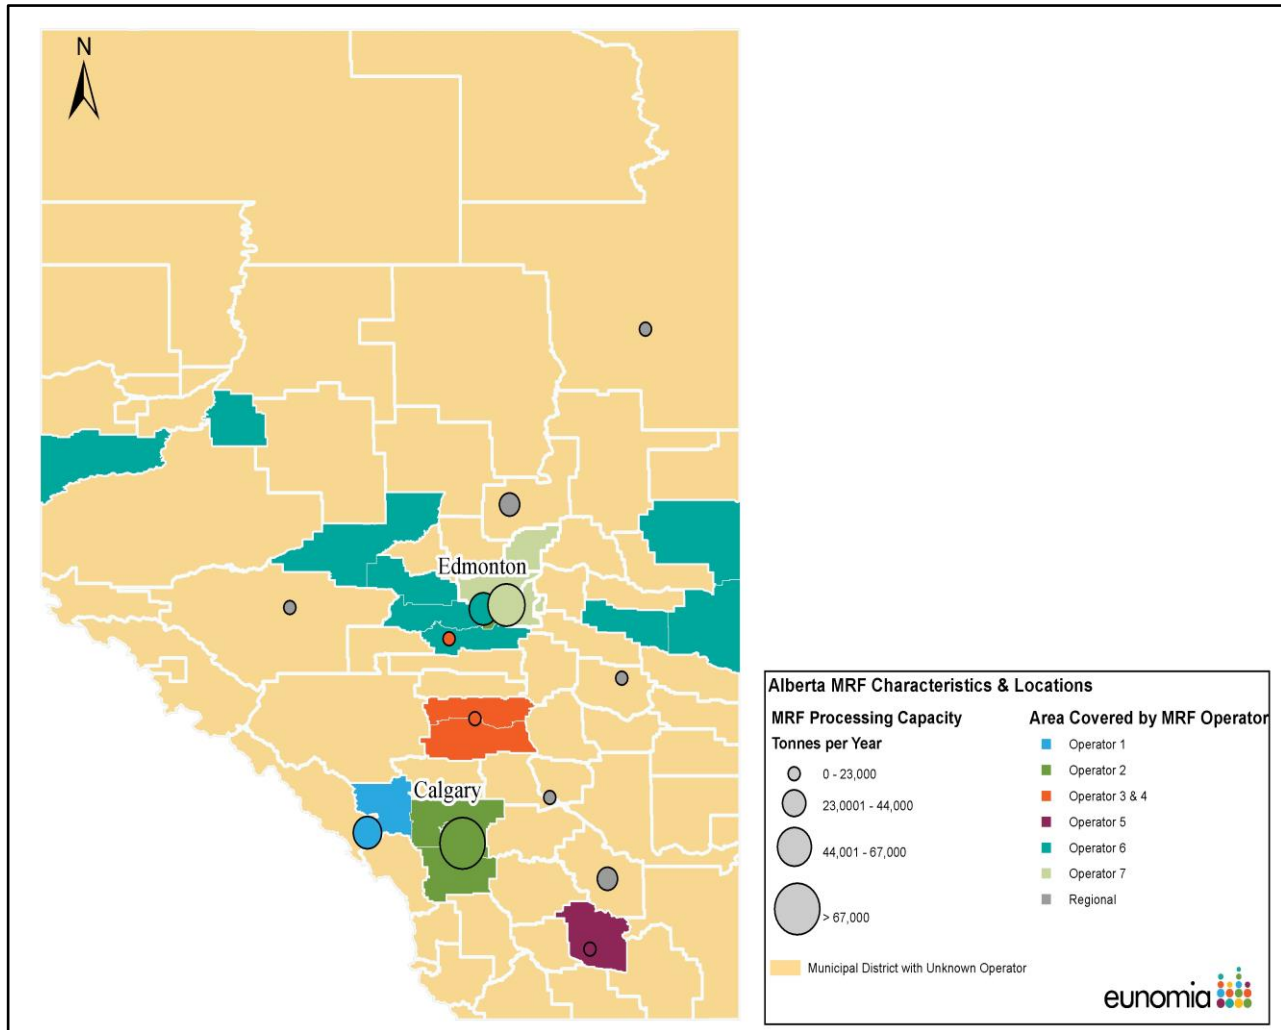 N
Edmonton
Calgary
Alberta MRF Characteristics & Locations
MRF Processing Capacity
Tonnes per Year
0 - 23,000
23,0001 - 44,000
44,001 - 67,000
> 67,000
Area Covered by MRF Operator
Operator 1
Operator 2
Operator 3 & 4
Operator 5
Operator 6
Operator 7
Regional
Municipal District with Unknown Operator
eunomia